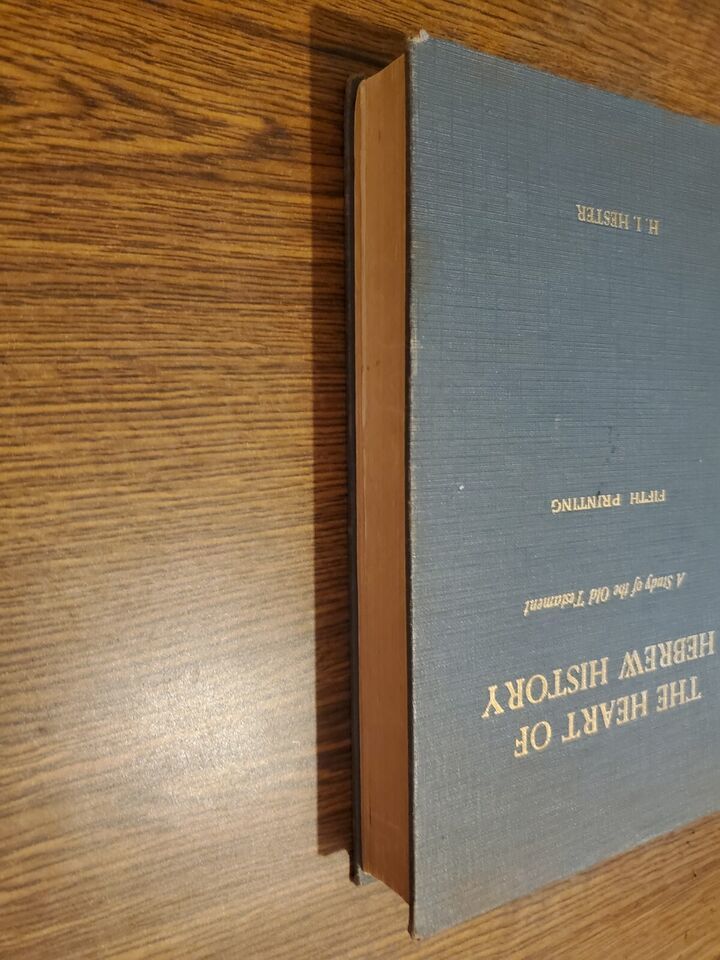 THE HEART OF
HEBREW HISTORY
A Study of the Old Testament
FIFTH PRINTING
H. I. HESTER